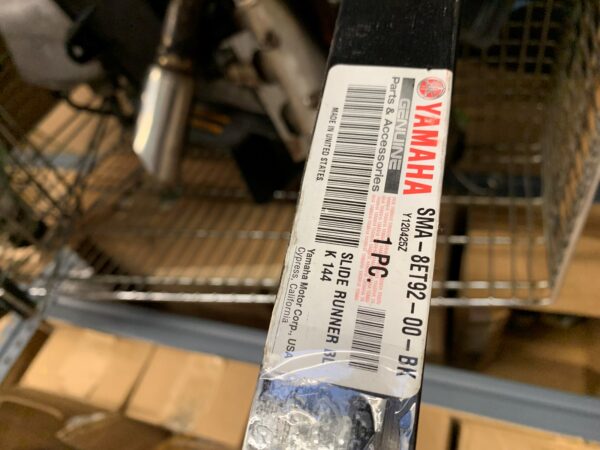 YAMAHA
GENUINE
Parts & Accessories
SMA-8ET92-00-BK
Y120425Z
1 PC.
MADE IN UNITED STATES
SLIDE RUNNER
K 144
Yamaha Motor Corp., USA
Cypress, California